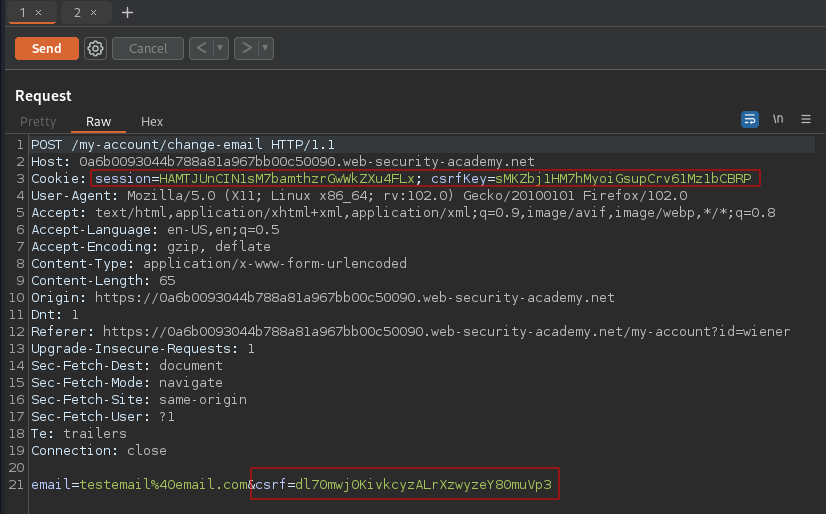 1 × 2 × +
Send Cancel < >
Request
Pretty Raw Hex \n
1 POST /my-account/change-email HTTP/1.1
2 Host: 0a6b0093044b788a81a967bb00c50090.web-security-academy.net
3 Cookie: session=HAMTJUnCIN1sM7bamthzrGwWkZXu4FLx; csrfKey=sMKZbj1HM7hMyoiGsupCrv61Mz1bCBRP
4 User-Agent: Mozilla/5.0 (X11; Linux x86_64; rv:102.0) Gecko/20100101 Firefox/102.0
5 Accept: text/html,application/xhtml+xml,application/xml;q=0.9,image/avif,image/webp,*/*;q=0.8
6 Accept-Language: en-US,en;q=0.5
7 Accept-Encoding: gzip, deflate
8 Content-Type: application/x-www-form-urlencoded
9 Content-Length: 65
10 Origin: https://0a6b0093044b788a81a967bb00c50090.web-security-academy.net
11 Dnt: 1
12 Referer: https://0a6b0093044b788a81a967bb00c50090.web-security-academy.net/my-account?id=wiener
13 Upgrade-Insecure-Requests: 1
14 Sec-Fetch-Dest: document
15 Sec-Fetch-Mode: navigate
16 Sec-Fetch-Site: same-origin
17 Sec-Fetch-User: ?1
18 Te: trailers
19 Connection: close
20
21 email=testemail%40email.com&csrf=dl70mwj0KivkcyzALrXzwyzeY80muVp3